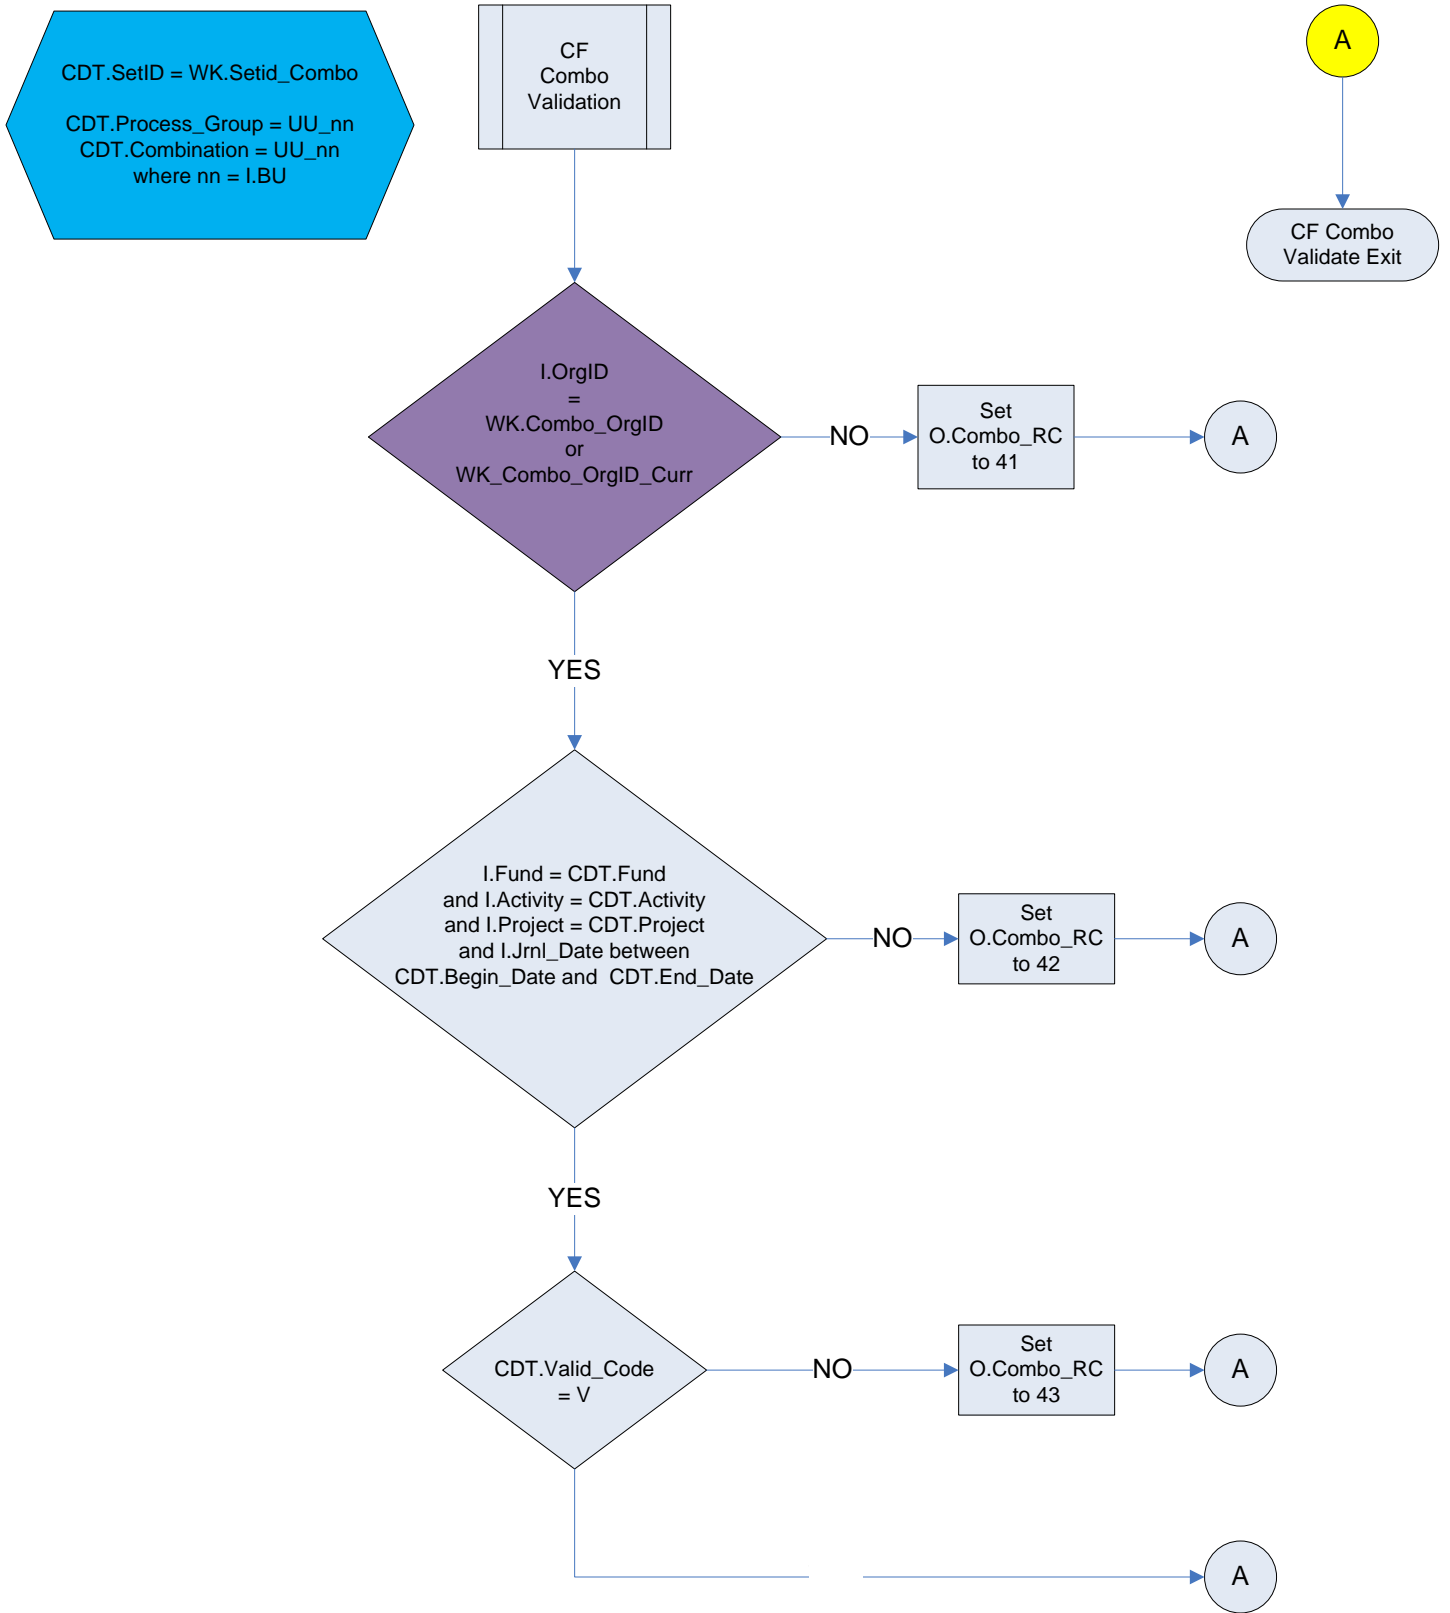 CDT.SetID = WK.Setid_Combo
CDT.Process_Group = UU_nn
CDT.Combination = UU_nn
where nn = I.BU
CF
Combo
Validation
A
CF Combo
Validate Exit
I.OrgID
=
WK.Combo_OrgID
or
WK_Combo_OrgID_Curr
NO
Set
O.Combo_RC
to 41
A
YES
I.Fund = CDT.Fund
and I.Activity = CDT.Activity
and I.Project = CDT.Project
and I.Jrnl_Date between
CDT.Begin_Date and  CDT.End_Date
NO
Set
O.Combo_RC
to 42
A
YES
CDT.Valid_Code
= V
NO
Set
O.Combo_RC
to 43
A
A